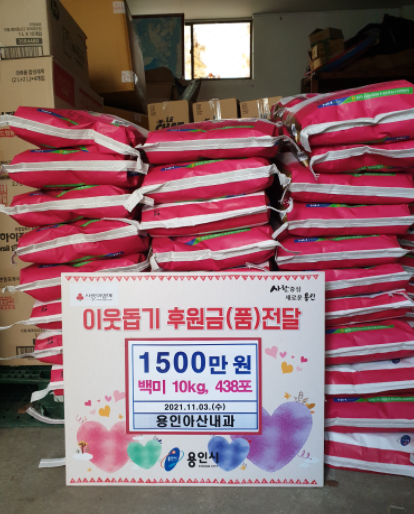 사랑의열매
사람중심
새로운 용인
이웃돕기 후원금(품)전달
1500만 원
백미 10kg, 438포
2021.11.03.(수)
용인아산내과
용인시